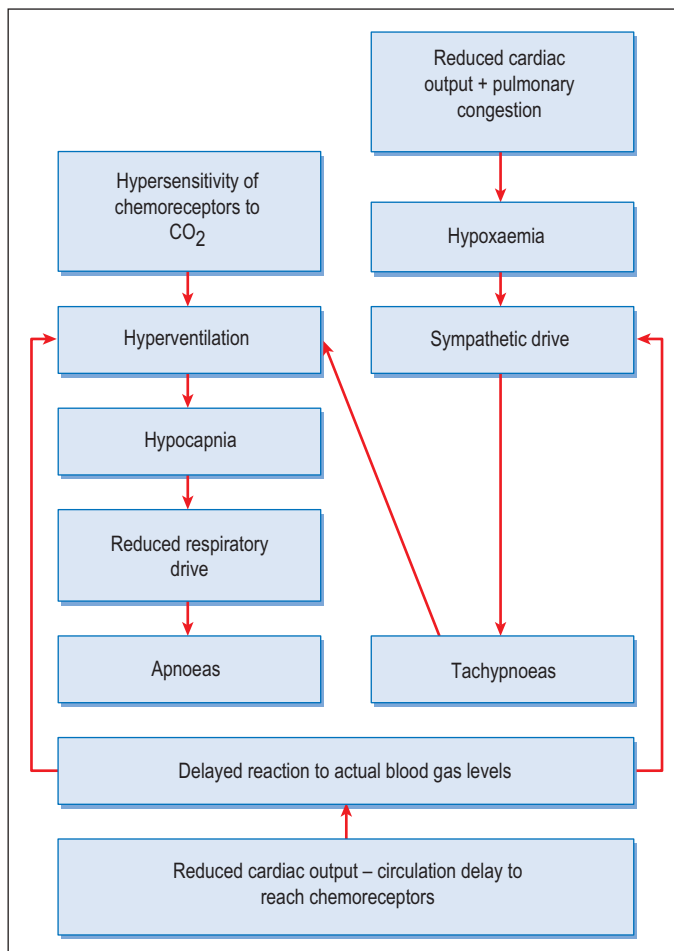 Reduced cardiac
output + pulmonary
congestion
Hypersensitivity of
chemoreceptors to
CO2
Hypoxaemia
Hyperventilation
Sympathetic drive
Hypocapnia
Reduced respiratory
drive
Apnoeas
Tachypnoeas
Delayed reaction to actual blood gas levels
Reduced cardiac output – circulation delay to
reach chemoreceptors